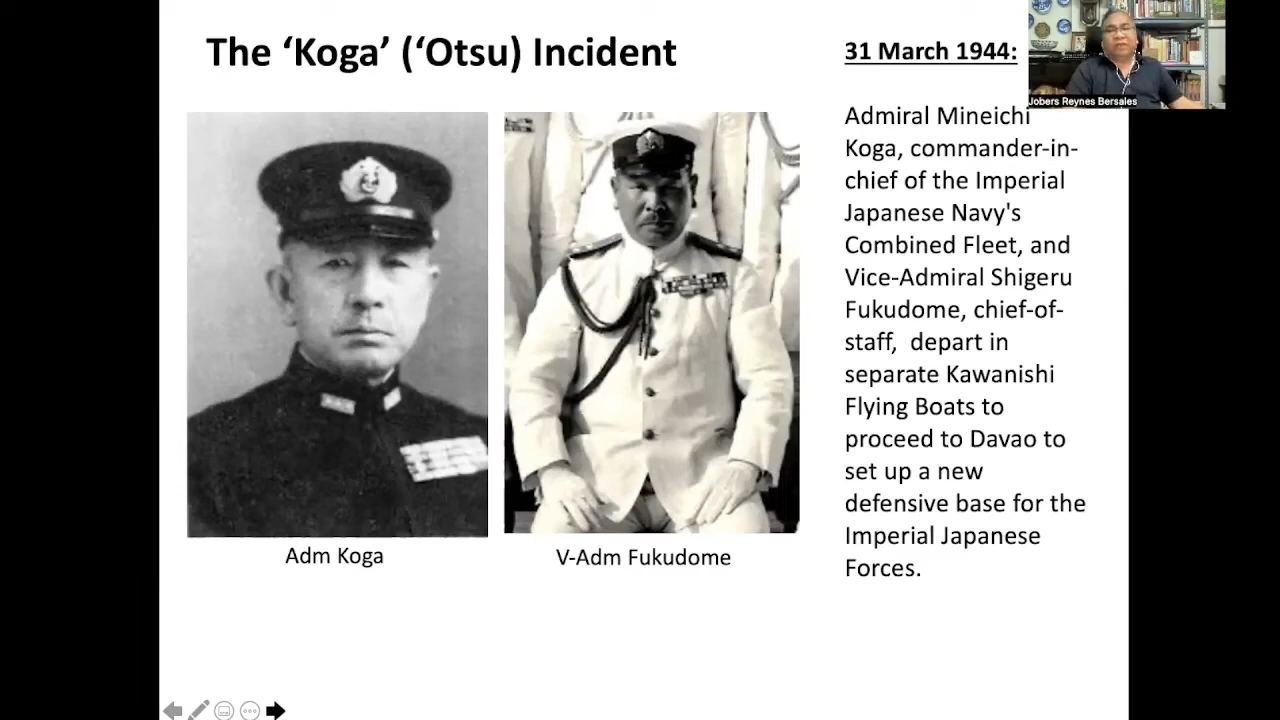 The ‘Koga’ (‘Otsu) Incident
31 March 1944:
Jobers Reynes Bersales
Admiral Mineichi
Koga, commander-in-
chief of the Imperial
Japanese Navy's
Combined Fleet, and
Vice-Admiral Shigeru
Fukudome, chief-of-
staff,  depart in
separate Kawanishi
Flying Boats to
proceed to Davao to
set up a new
defensive base for the
Imperial Japanese
Forces.
Adm Koga
V-Adm Fukudome